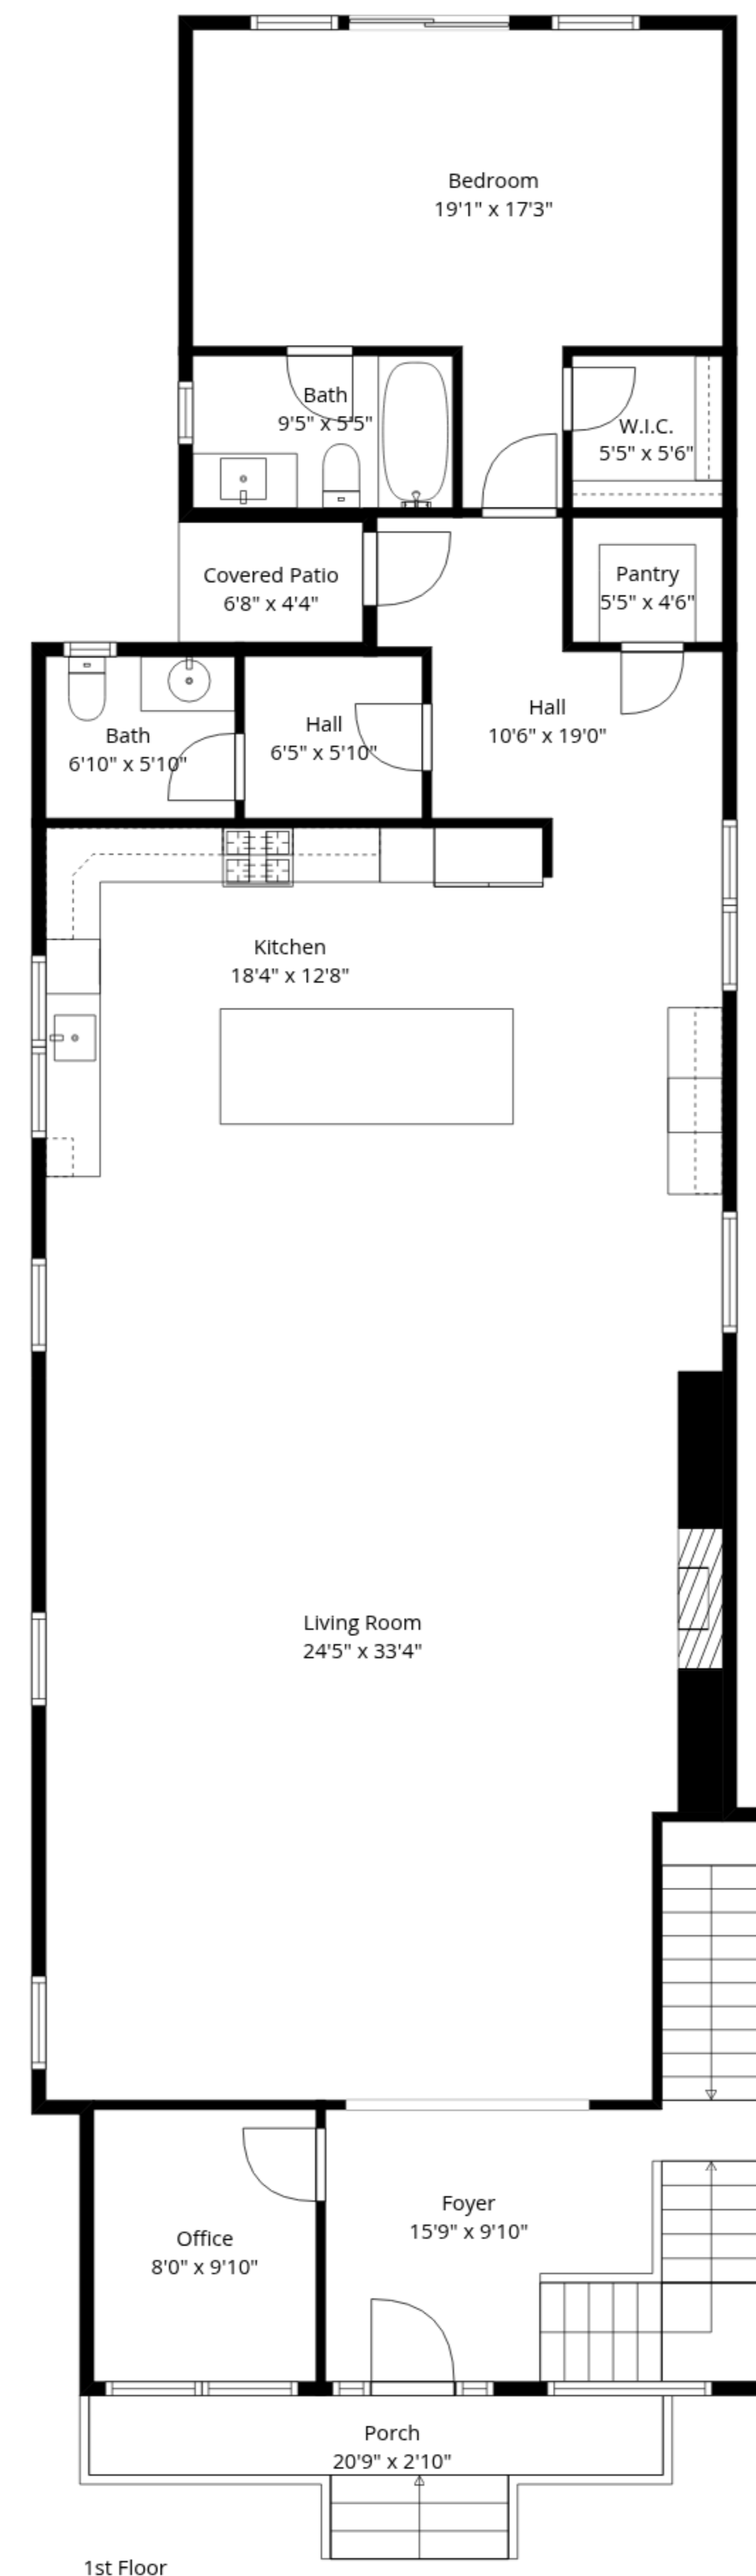 Bedroom
19'1" x 17'3"
Bath
9'5" x 5'5"
W.I.C.
5'5" x 5'6"
Covered Patio
6'8" x 4'4"
Pantry
5'5" x 4'6"
Hall
10'6" x 19'0"
Hall
6'5" x 5'10"
Bath
6'10" x 5'10"
Kitchen
18'4" x 12'8"
Living Room
24'5" x 33'4"
Foyer
15'9" x 9'10"
Office
8'0" x 9'10"
Porch
20'9" x 2'10"
1st Floor